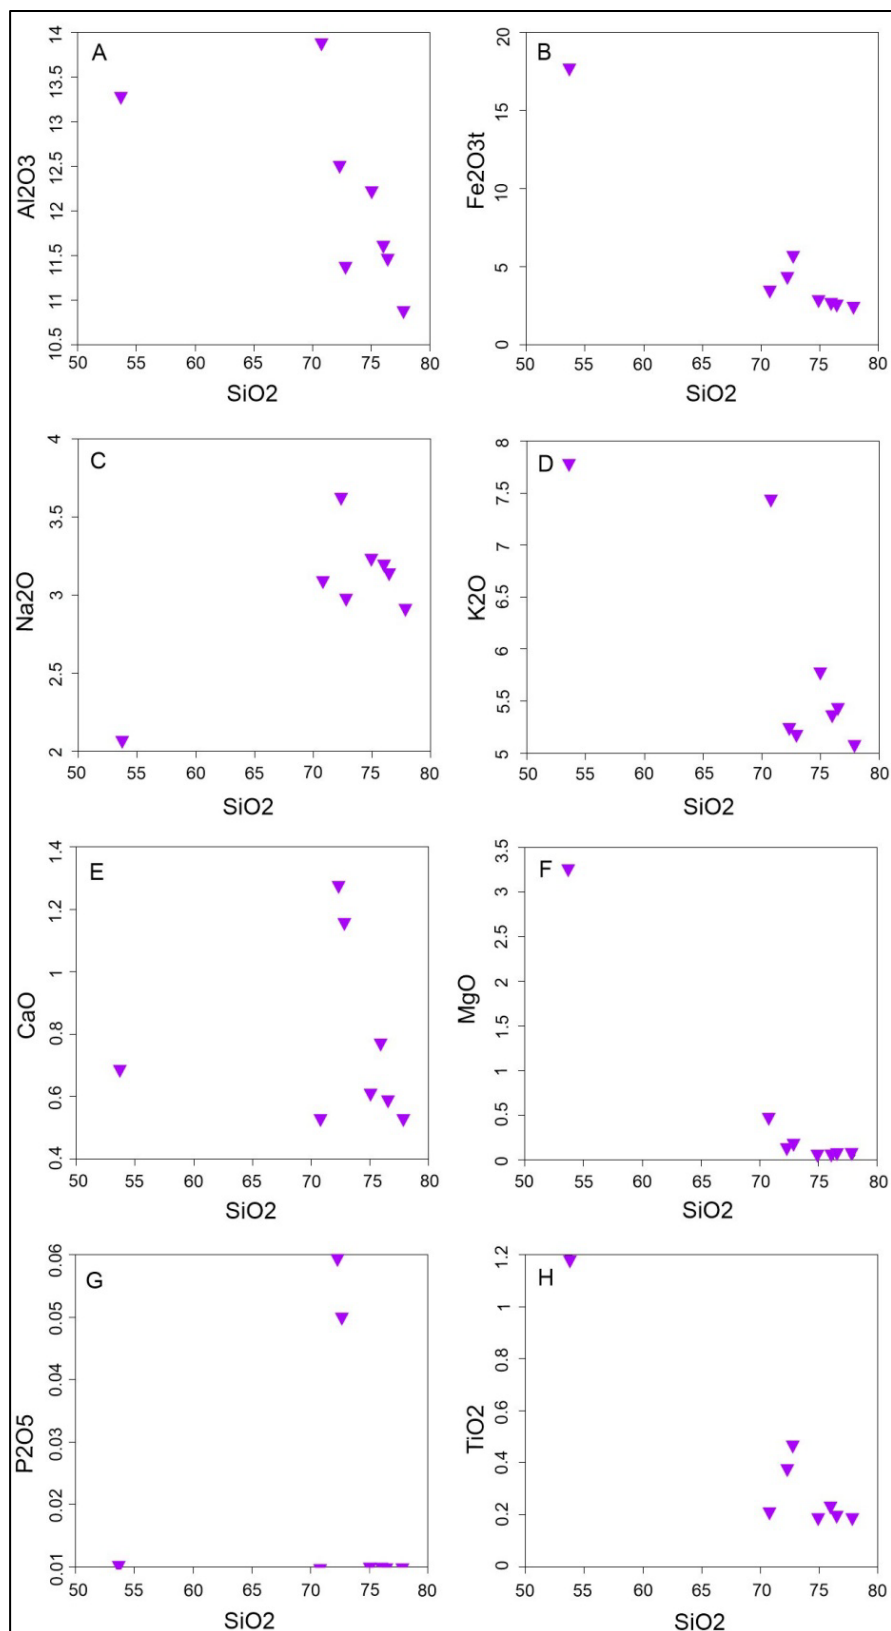 A
Al2O3
14
13.5
13
12.5
12
11.5
11
10.5
50 55 60 65 70 75 80
SiO2
B
Fe2O3t
20
15
10
5
0
50 55 60 65 70 75 80
SiO2
C
Na2O
4
3.5
3
2.5
2
50 55 60 65 70 75 80
SiO2
D
K2O
8
7.5
7
6.5
6
5.5
5
50 55 60 65 70 75 80
SiO2
E
CaO
1.4
1.2
1
0.8
0.6
0.4
50 55 60 65 70 75 80
SiO2
F
MgO
3.5
3
2.5
2
1.5
1
0.5
0
50 55 60 65 70 75 80
SiO2
G
P2O5
0.06
0.05
0.04
0.03
0.02
0.01
50 55 60 65 70 75 80
SiO2
H
TiO2
1.2
1
0.8
0.6
0.4
0.2
0
50 55 60 65 70 75 80
SiO2